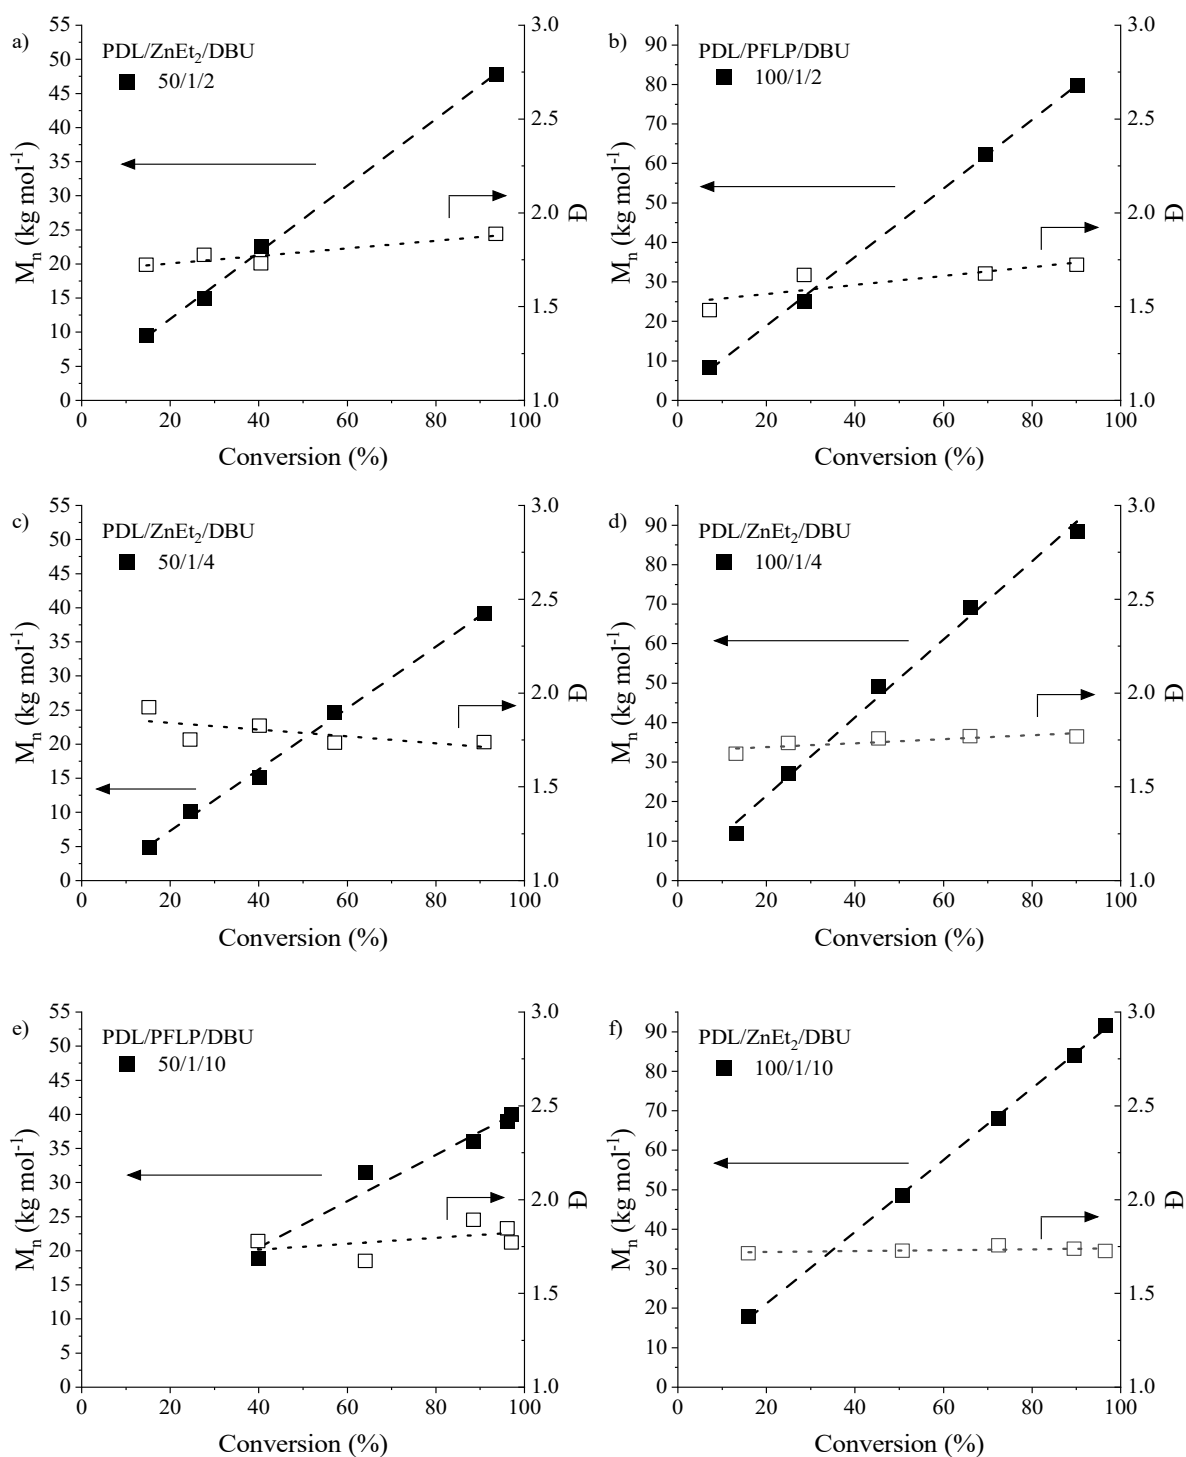 a)
PDL/ZnEt₂/DBU
50/1/2
55
50
45
40
35
30
25
20
15
10
5
0
Mₙ (kg mol⁻¹)
3.0
2.5
2.0
1.5
1.0
Đ
0 20 40 60 80 100
Conversion (%)
b)
PDL/PFLP/DBU
100/1/2
90
80
70
60
50
40
30
20
10
0
Mₙ (kg mol⁻¹)
3.0
2.5
2.0
1.5
1.0
Đ
0 20 40 60 80 100
Conversion (%)
c)
PDL/ZnEt₂/DBU
50/1/4
55
50
45
40
35
30
25
20
15
10
5
0
Mₙ (kg mol⁻¹)
3.0
2.5
2.0
1.5
1.0
Đ
0 20 40 60 80 100
Conversion (%)
d)
PDL/ZnEt₂/DBU
100/1/4
90
80
70
60
50
40
30
20
10
0
Mₙ (kg mol⁻¹)
3.0
2.5
2.0
1.5
1.0
Đ
0 20 40 60 80 100
Conversion (%)
e)
PDL/PFLP/DBU
50/1/10
55
50
45
40
35
30
25
20
15
10
5
0
Mₙ (kg mol⁻¹)
3.0
2.5
2.0
1.5
1.0
Đ
0 20 40 60 80 100
Conversion (%)
f)
PDL/ZnEt₂/DBU
100/1/10
90
80
70
60
50
40
30
20
10
0
Mₙ (kg mol⁻¹)
3.0
2.5
2.0
1.5
1.0
Đ
0 20 40 60 80 100
Conversion (%)